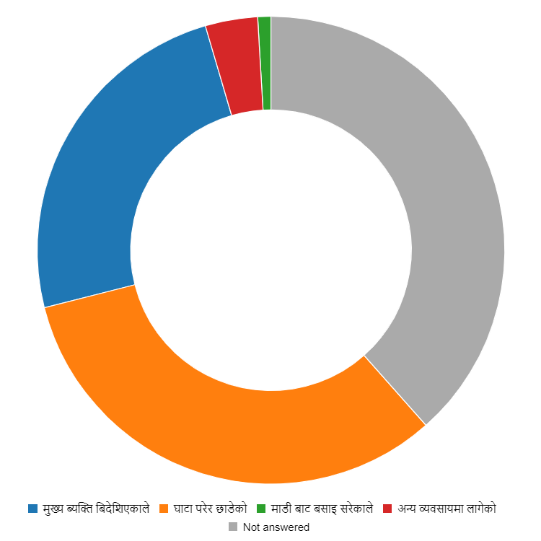 मुख्य ब्यक्ति बिदेशिएकाले घाटा परेर छाडेको माडी बाट बसाइ सरेकाले अन्य व्यवसायमा लागेको
Not answered